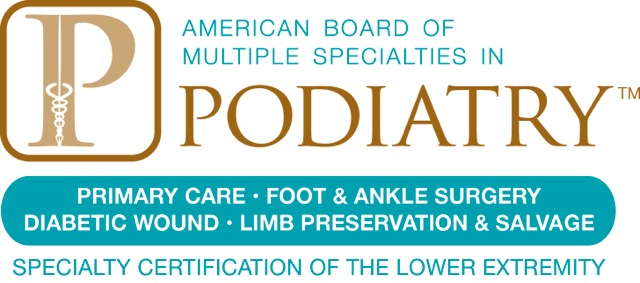 P
AMERICAN BOARD OF
MULTIPLE SPECIALTIES IN
PODIATRY™
PRIMARY CARE • FOOT & ANKLE SURGERY
DIABETIC WOUND • LIMB PRESERVATION & SALVAGE
SPECIALTY CERTIFICATION OF THE LOWER EXTREMITY